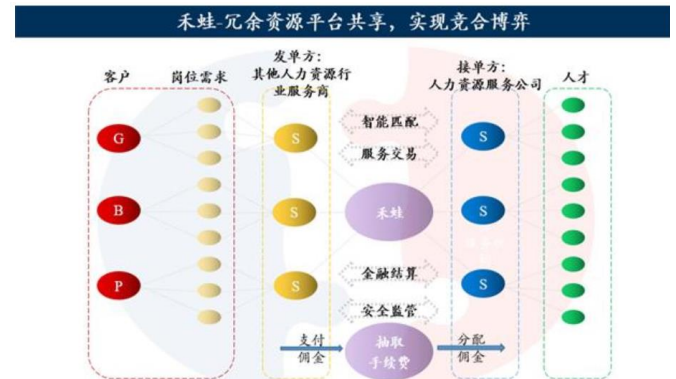 禾蛙-冗余资源平台共享，实现竞合博弈
客户
岗位需求
发单方：
其他人力资源行
业服务商
接单方：
人力资源服务公司
人才
G
B
P
S
S
S
智能匹配
服务交易
禾蛙
金融结算
安全监管
S
S
S
支付
佣金
抽取
手续费
分配
佣金